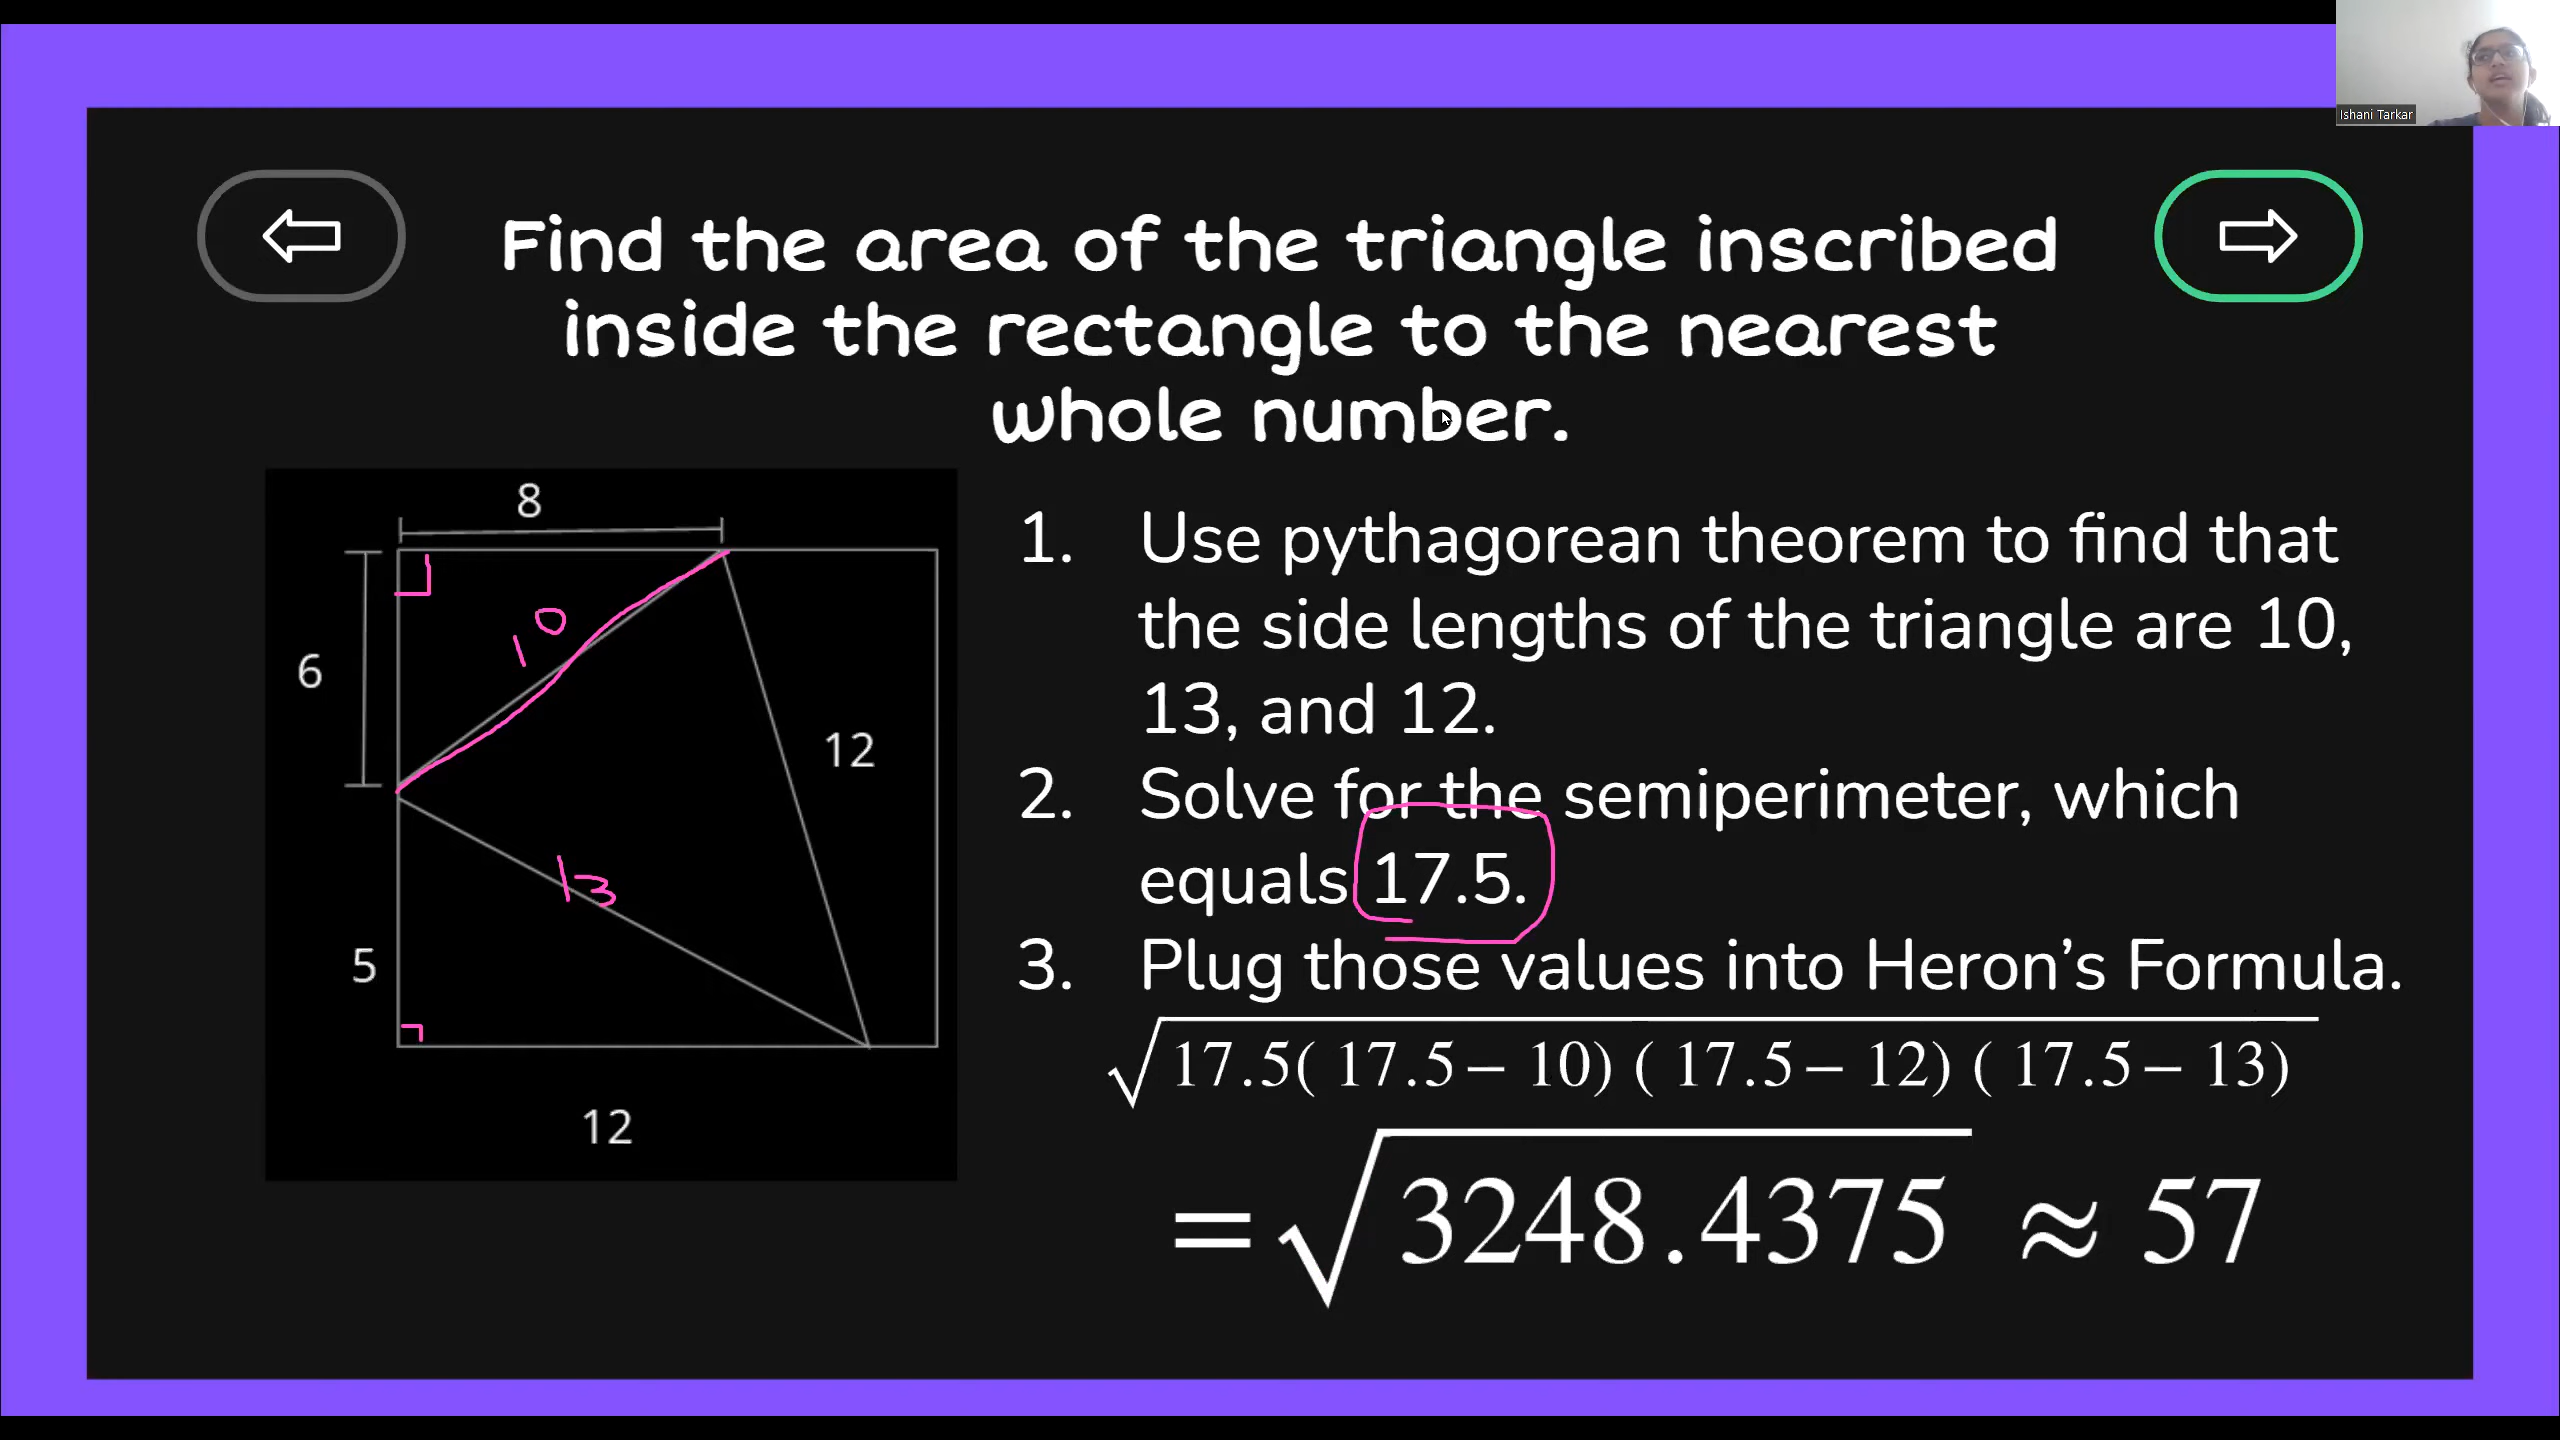 Ishani Tarkar
Find the area of the triangle inscribed
inside the rectangle to the nearest
whole number.
8
6
10
12
13
5
12
1. Use pythagorean theorem to find that
the side lengths of the triangle are 10,
13, and 12.
2. Solve for the semiperimeter, which
equals 17.5.
3. Plug those values into Heron’s Formula.
√17.5( 17.5 − 10) ( 17.5 − 12) ( 17.5 − 13)
= √3248.4375 ≈ 57